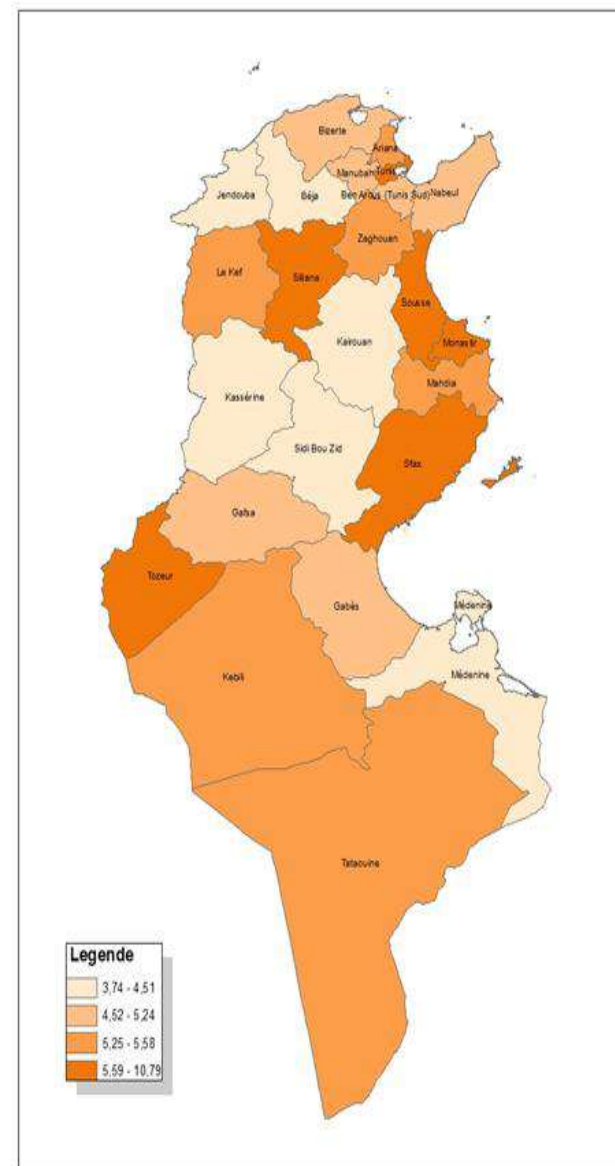 Bizerte
Ariana
Manubah
Tunis
Jendouba
Béja
Ben Arous (Tunis Sud)
Nabeul
Zaghouan
Le Kef
Siliana
Sousse
Kairouan
Monastir
Mahdia
Kassérine
Sidi Bou Zid
Sfax
Gafsa
Tozeur
Gabès
Médenine
Médenine
Kebili
Tataouine
Legende
3,74 - 4,51
4,52 - 5,24
5,25 - 5,58
5,59 - 10,79